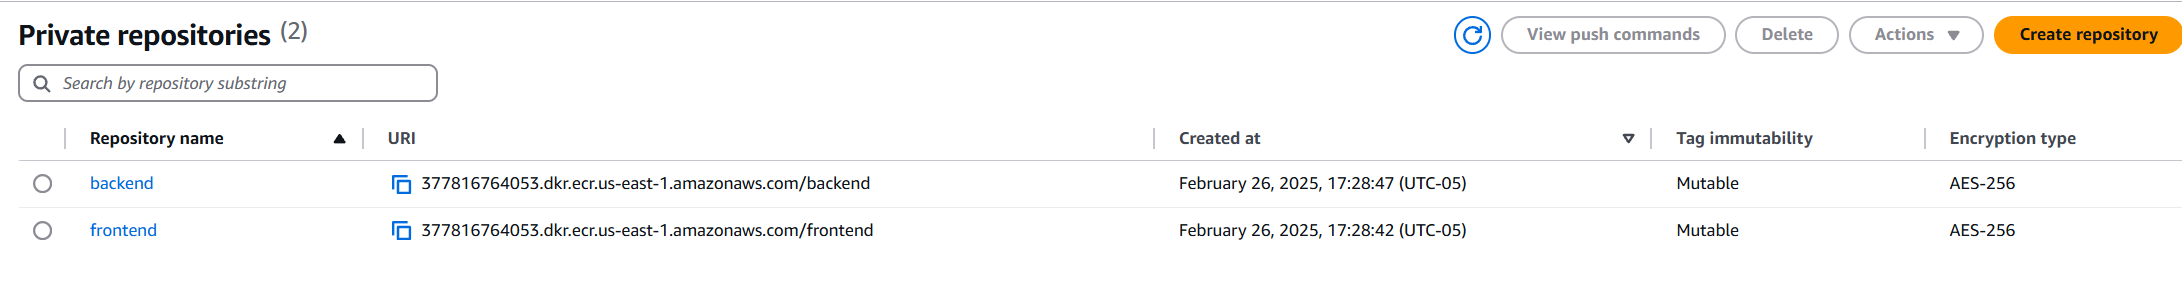 Private repositories (2)
View push commands
Delete
Actions
Create repository
Search by repository substring
Repository name URI Created at Tag immutability Encryption type
backend 377816764053.dkr.ecr.us-east-1.amazonaws.com/backend February 26, 2025, 17:28:47 (UTC-05) Mutable AES-256
frontend 377816764053.dkr.ecr.us-east-1.amazonaws.com/frontend February 26, 2025, 17:28:42 (UTC-05) Mutable AES-256